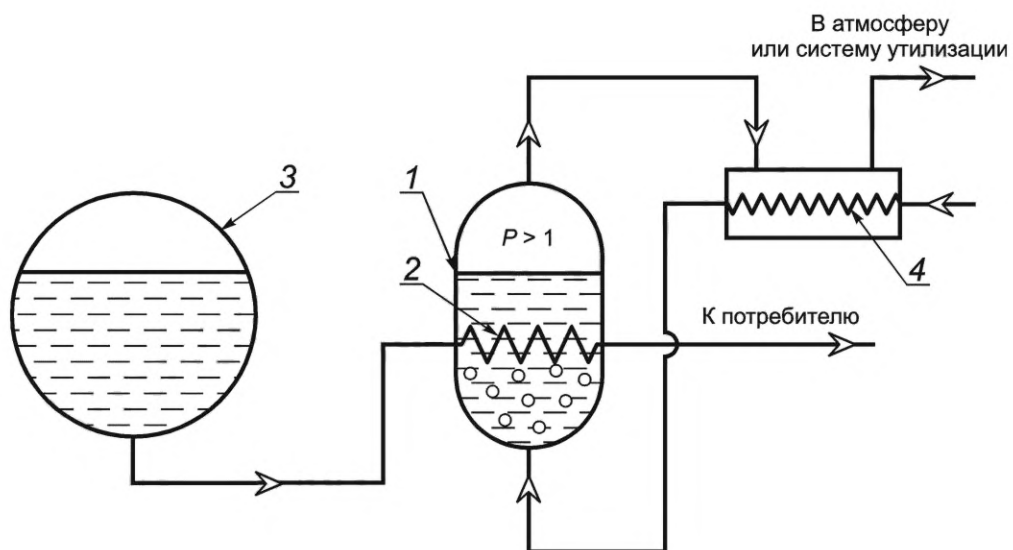 В атмосферу
или систему утилизации
3
1
P > 1
2
4
К потребителю